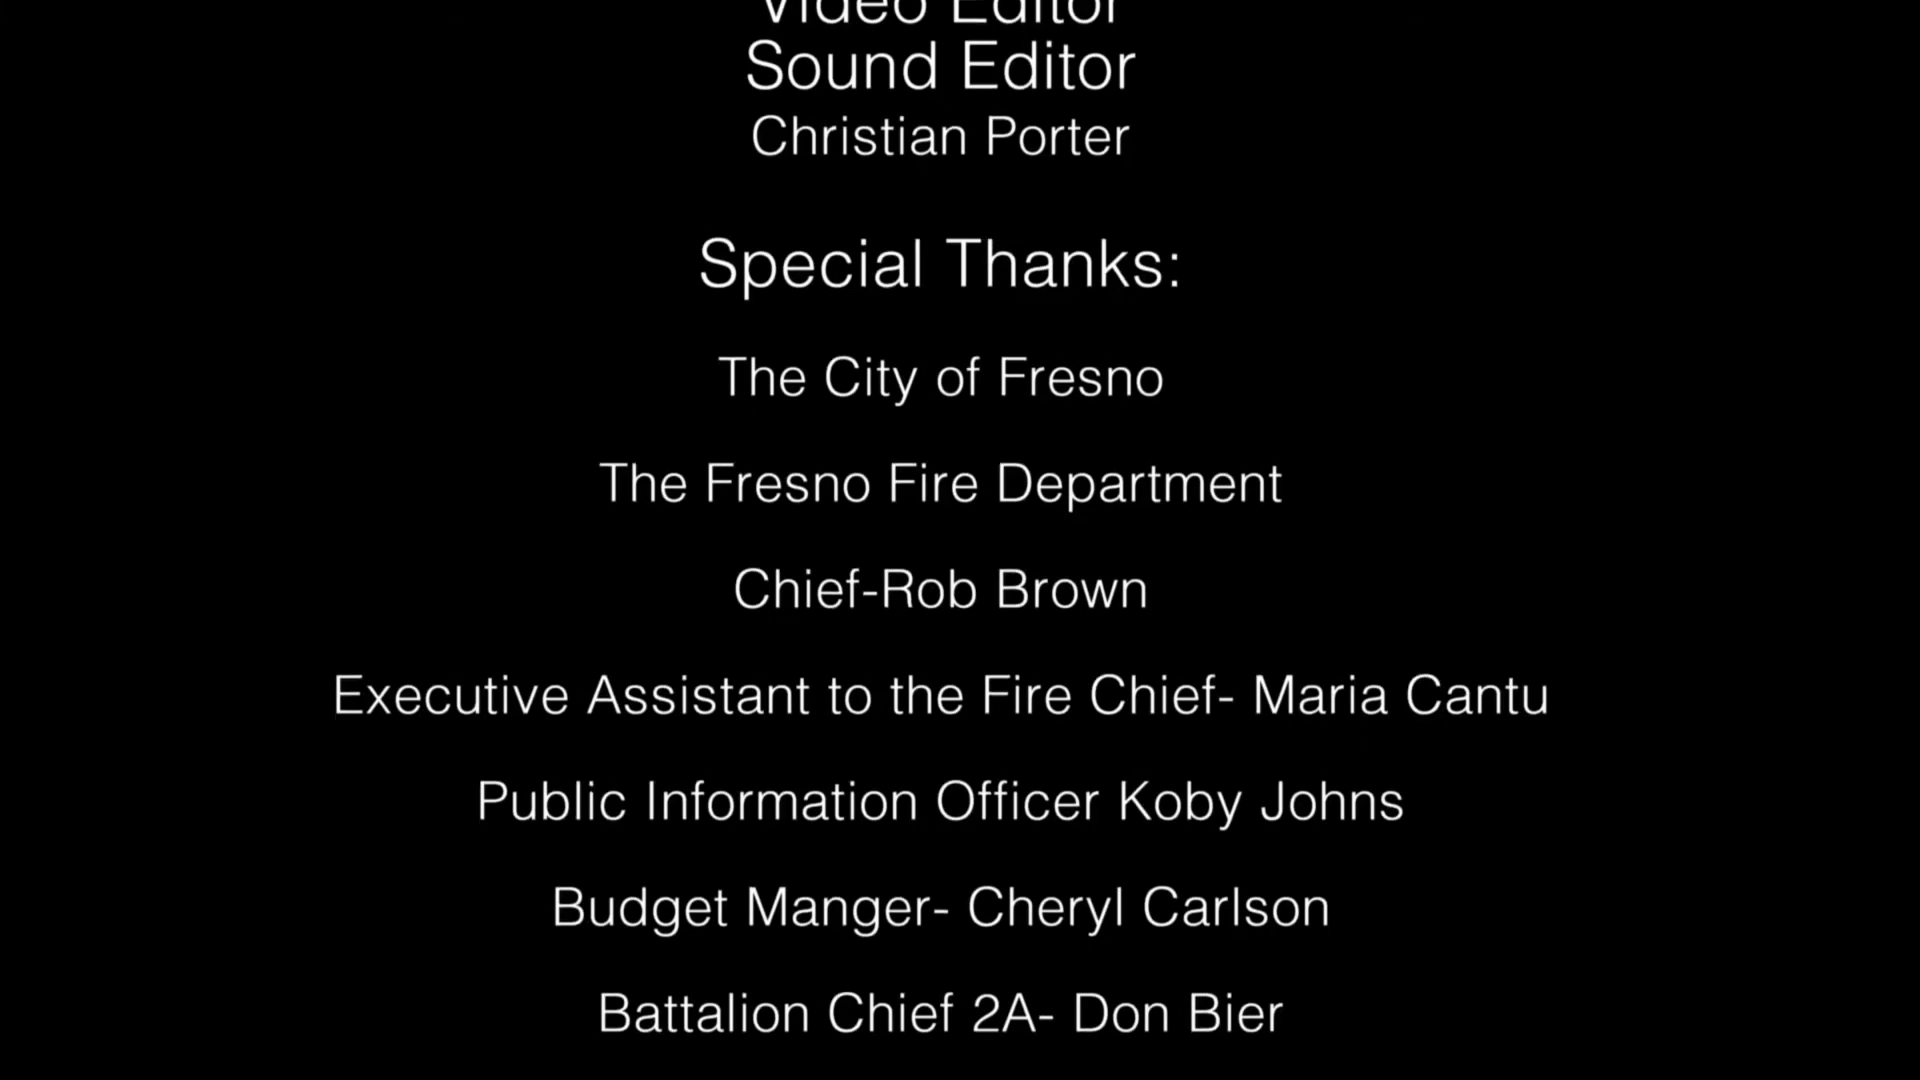 Video Editor
Sound Editor
Christian Porter
Special Thanks:
The City of Fresno
The Fresno Fire Department
Chief-Rob Brown
Executive Assistant to the Fire Chief- Maria Cantu
Public Information Officer Koby Johns
Budget Manger- Cheryl Carlson
Battalion Chief 2A- Don Bier